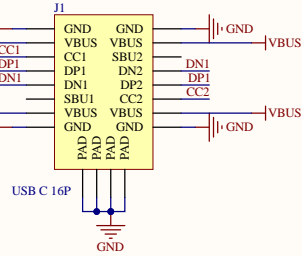 J1
GND GND GND
VBUS VBUS VBUS
CC1 CC1 SBU2
DP1 DP1 DN2 DN1
DN1 DN1 DP2 DP1
SBU1 CC2 CC2
VBUS VBUS VBUS
GND GND GND
PAD PAD PAD PAD
USB C 16P
GND